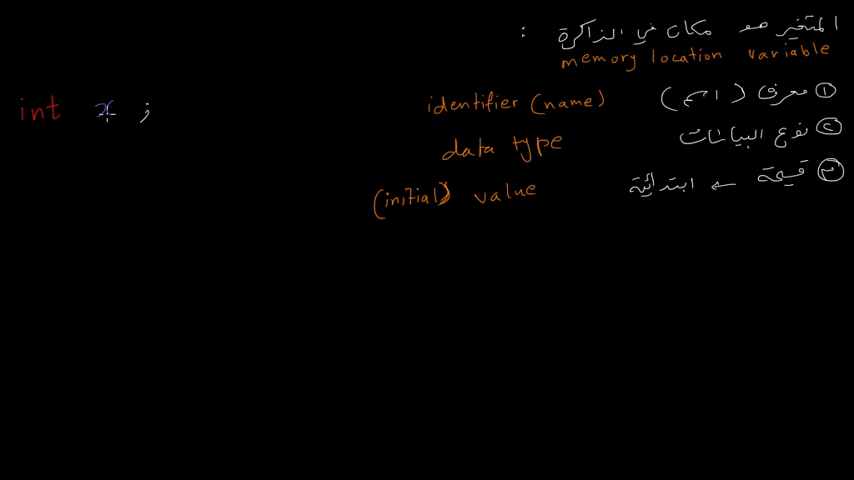 المتغير هو مكان في الذاكرة :
memory location variable
① معرف (اسم) identifier (name)
② نوع البيانات data type
③ قيمة ← ابتدائية (initial) value
int x ;